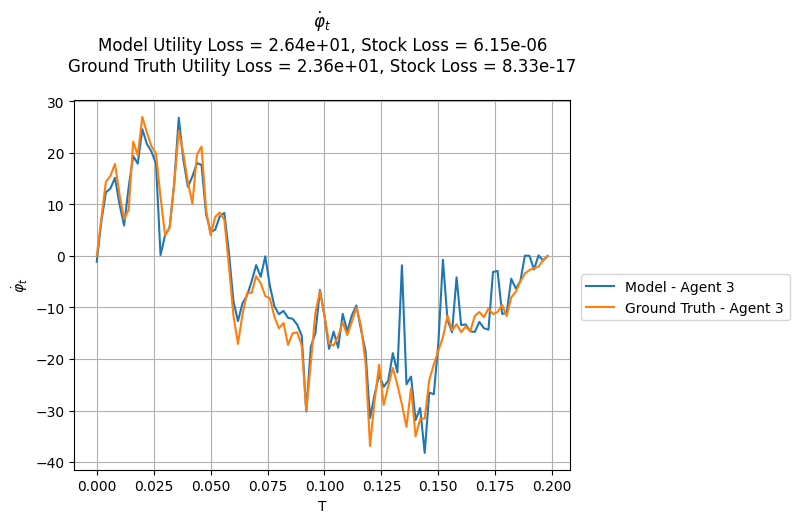 φ̇ₜ
Model Utility Loss = 2.64e+01, Stock Loss = 6.15e-06
Ground Truth Utility Loss = 2.36e+01, Stock Loss = 8.33e-17
30
20
10
0
−10
−20
−30
−40
φ̇ₜ
0.000
0.025
0.050
0.075
0.100
0.125
0.150
0.175
0.200
T
Model - Agent 3
Ground Truth - Agent 3